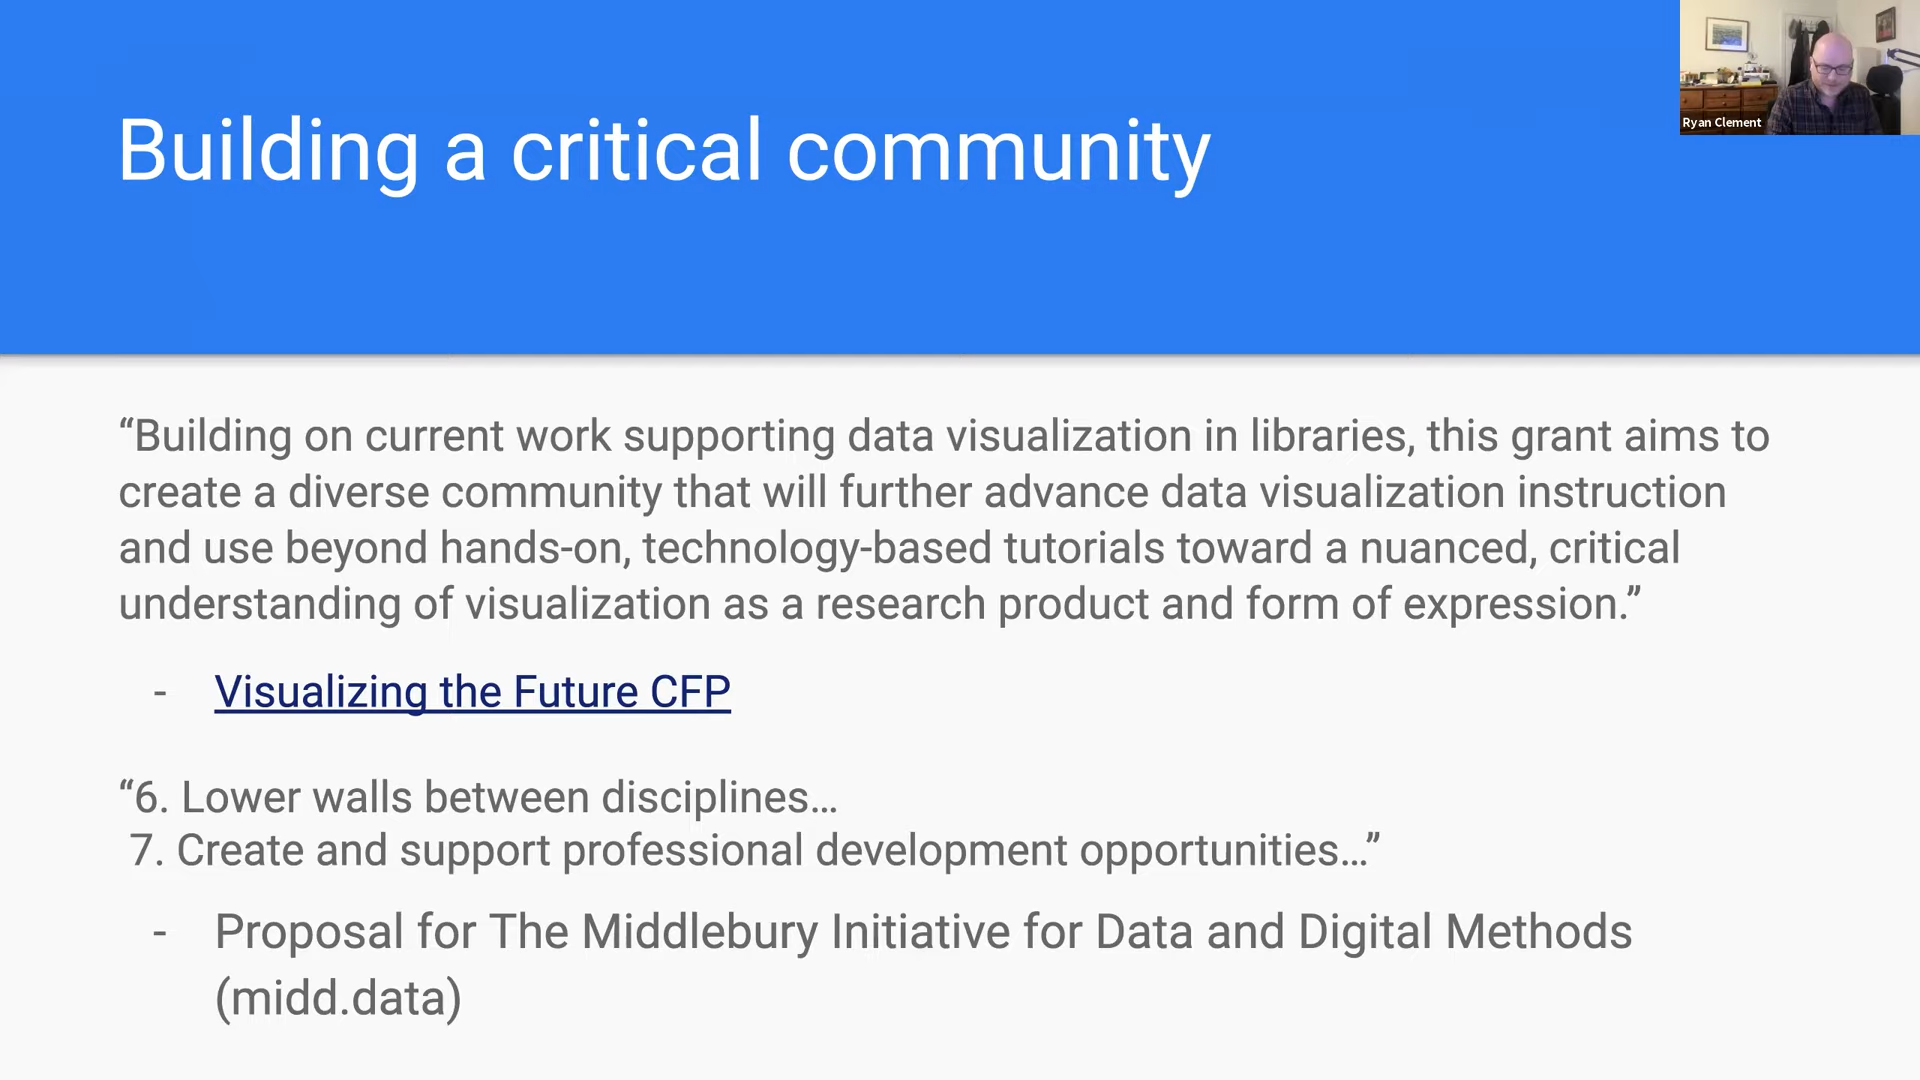 Building a critical community
Ryan Clement
“Building on current work supporting data visualization in libraries, this grant aims to
create a diverse community that will further advance data visualization instruction
and use beyond hands-on, technology-based tutorials toward a nuanced, critical
understanding of visualization as a research product and form of expression.”
- Visualizing the Future CFP
“6. Lower walls between disciplines…
7. Create and support professional development opportunities…”
- Proposal for The Middlebury Initiative for Data and Digital Methods
(midd.data)